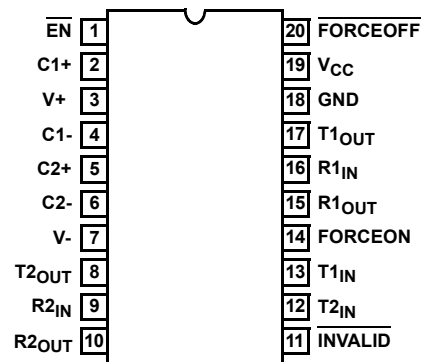 EN 1 20 FORCEOFF
C1+ 2 19 VCC
V+ 3 18 GND
C1- 4 17 T1OUT
C2+ 5 16 R1IN
C2- 6 15 R1OUT
V- 7 14 FORCEON
T2OUT 8 13 T1IN
R2IN 9 12 T2IN
R2OUT 10 11 INVALID